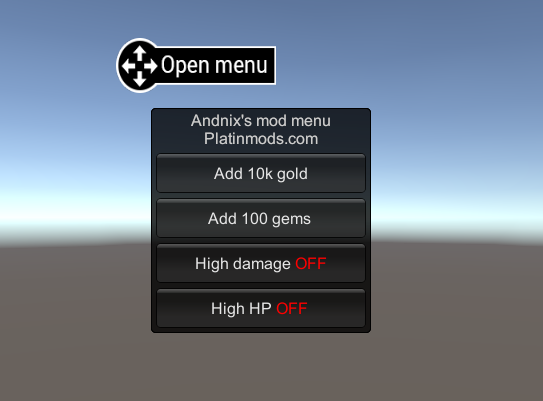 Open menu
Andnix's mod menu
Platinmods.com
Add 10k gold
Add 100 gems
High damage OFF
High HP OFF